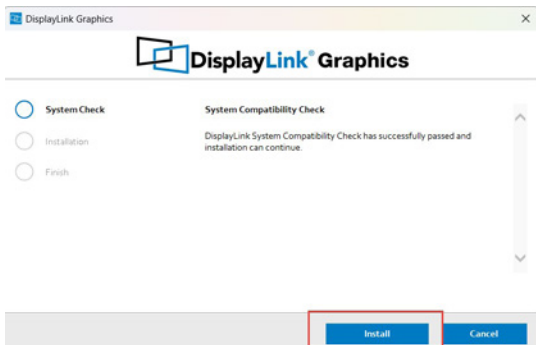 DisplayLink Graphics
DisplayLink® Graphics
System Check
Installation
Finish
System Compatibility Check
DisplayLink System Compatibility Check has successfully passed and
installation can continue.
Install
Cancel